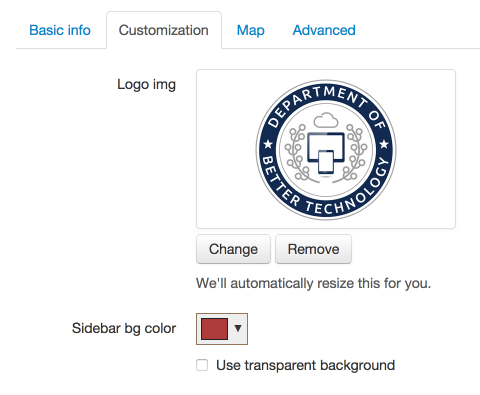 Basic info
Customization
Map
Advanced
Logo img
DEPARTMENT OF
BETTER TECHNOLOGY
Change
Remove
We'll automatically resize this for you.
Sidebar bg color
Use transparent background